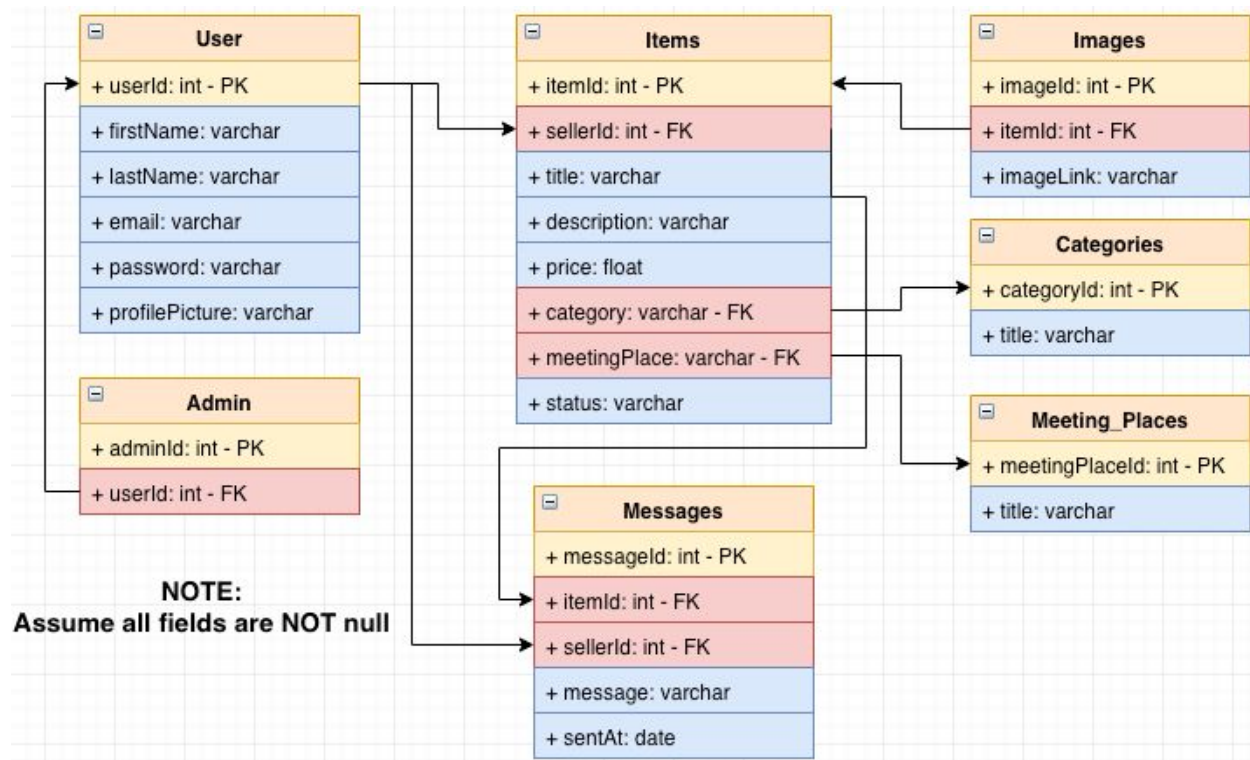 User
+ userId: int - PK
+ firstName: varchar
+ lastName: varchar
+ email: varchar
+ password: varchar
+ profilePicture: varchar
Admin
+ adminId: int - PK
+ userId: int - FK
NOTE:
Assume all fields are NOT null
Items
+ itemId: int - PK
+ sellerId: int - FK
+ title: varchar
+ description: varchar
+ price: float
+ category: varchar - FK
+ meetingPlace: varchar - FK
+ status: varchar
Messages
+ messageId: int - PK
+ itemId: int - FK
+ sellerId: int - FK
+ message: varchar
+ sentAt: date
Images
+ imageId: int - PK
+ itemId: int - FK
+ imageLink: varchar
Categories
+ categoryId: int - PK
+ title: varchar
Meeting_Places
+ meetingPlaceId: int - PK
+ title: varchar